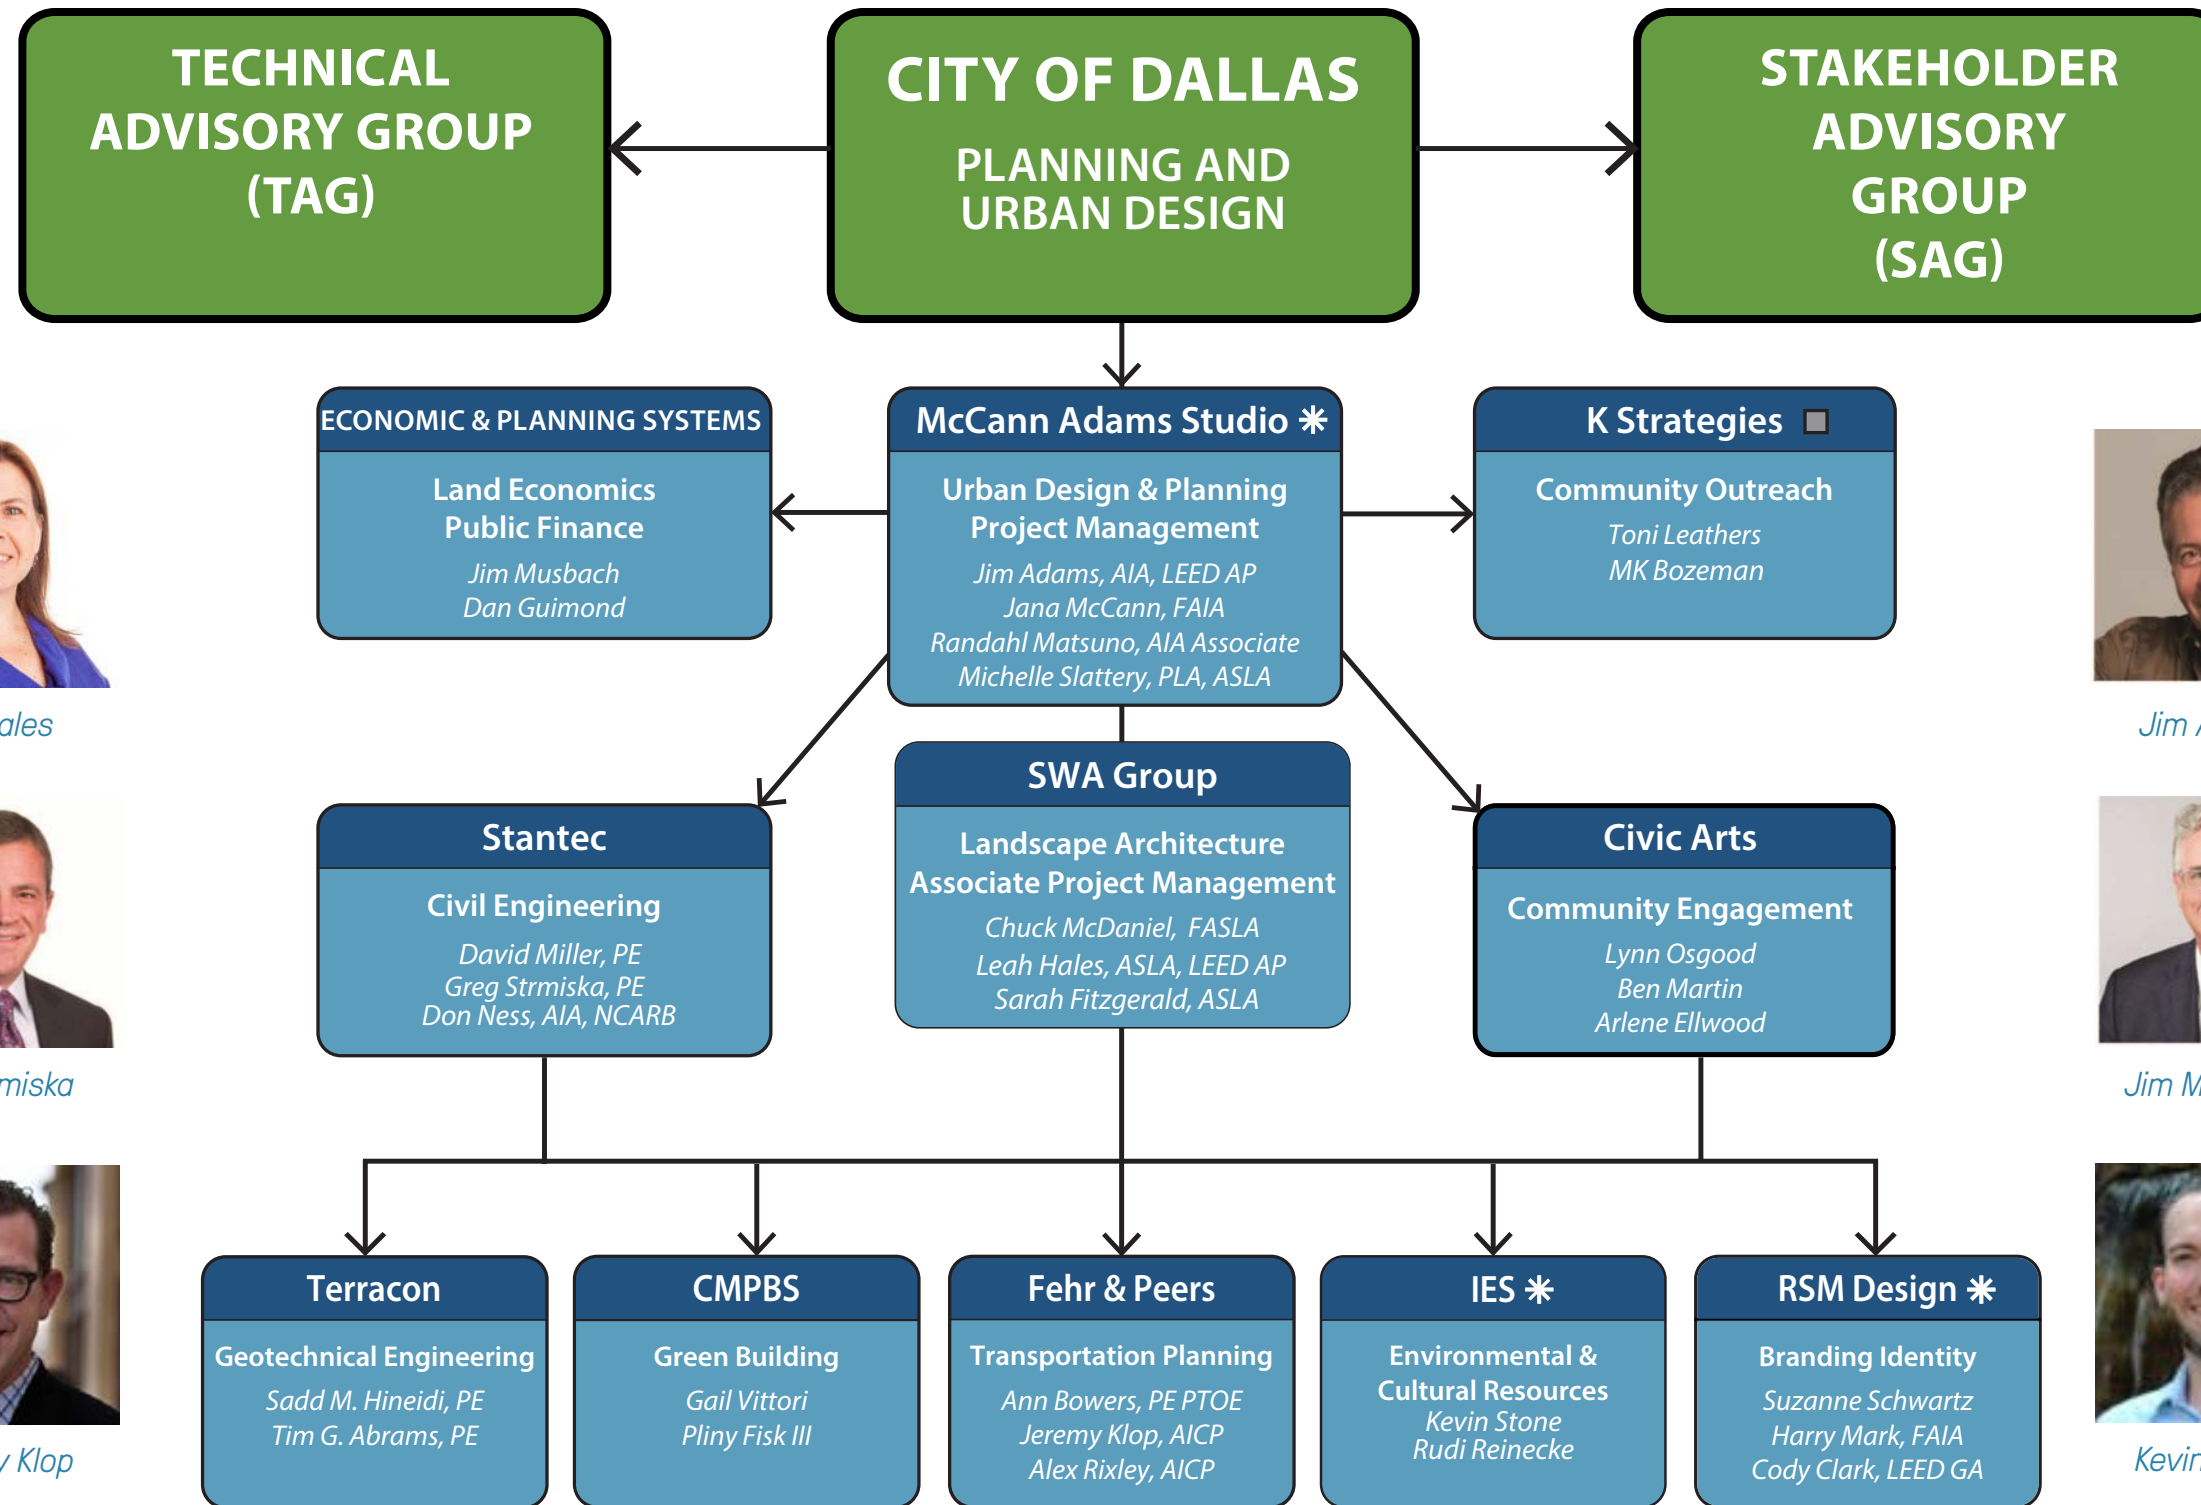 TECHNICAL
ADVISORY GROUP
(TAG)
CITY OF DALLAS
PLANNING AND
URBAN DESIGN
STAKEHOLDER
ADVISORY
GROUP
(SAG)
ECONOMIC & PLANNING SYSTEMS
Land Economics
Public Finance
Jim Musbach
Dan Guimond
McCann Adams Studio
Urban Design & Planning
Project Management
Jim Adams, AIA, LEED AP
Jana McCann, FAIA
Randahl Matsuno, AIA Associate
Michelle Slattery, PLA, ASLA
K Strategies
Community Outreach
Toni Leathers
MK Bozeman
ales
Jim A
Stantec
Civil Engineering
David Miller, PE
Greg Strmiska, PE
Don Ness, AIA, NCARB
SWA Group
Landscape Architecture
Associate Project Management
Chuck McDaniel, FASLA
Leah Hales, ASLA, LEED AP
Sarah Fitzgerald, ASLA
Civic Arts
Community Engagement
Lynn Osgood
Ben Martin
Arlene Ellwood
miska
Jim M
Terracon
Geotechnical Engineering
Sadd M. Hineidi, PE
Tim G. Abrams, PE
CMPBS
Green Building
Gail Vittori
Pliny Fisk III
Fehr & Peers
Transportation Planning
Ann Bowers, PE PTOE
Jeremy Klop, AICP
Alex Rixley, AICP
IES
Environmental &
Cultural Resources
Kevin Stone
Rudi Reinecke
RSM Design
Branding Identity
Suzanne Schwartz
Harry Mark, FAIA
Cody Clark, LEED GA
y Klop
Kevin